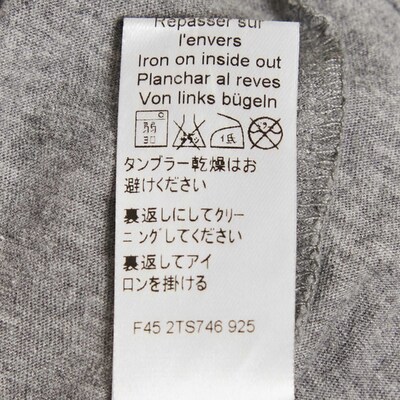 Repasser sur
l'envers
Iron on inside out
Planchar al reves
Von links bügeln
弱
30
低
タンブラー乾燥はお
避けください
裏返しにしてクリー
ニングしてください
裏返してアイ
ロンを掛ける
F45 2TS746 925